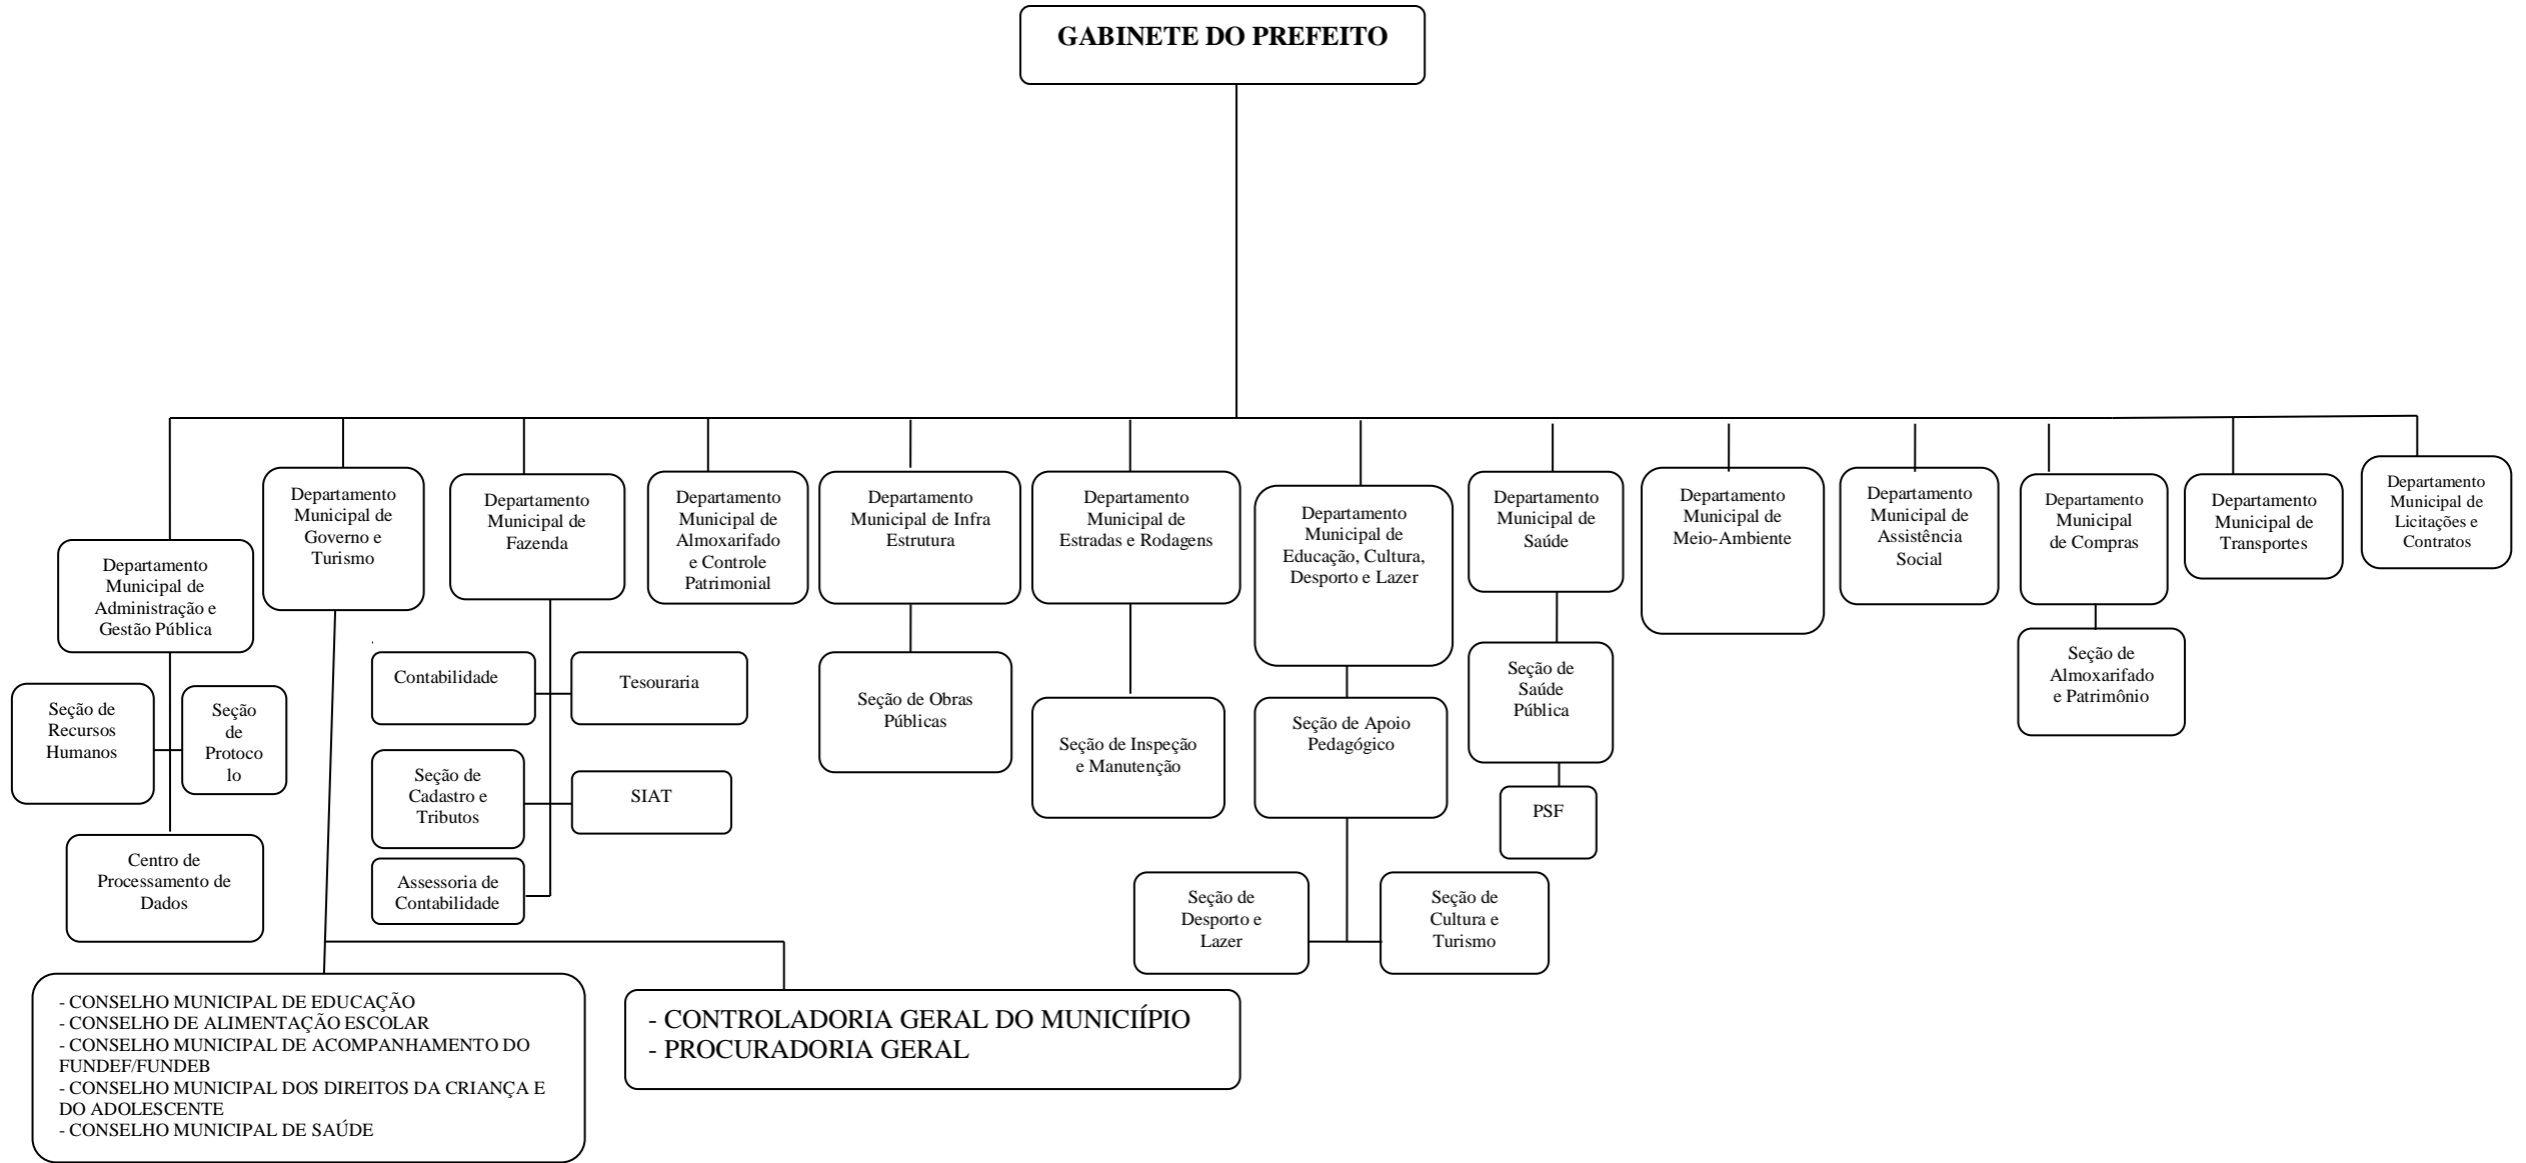 GABINETE DO PREFEITO
Departamento
Municipal de
Administração e
Gestão Pública
Departamento
Municipal de
Governo e
Turismo
Departamento
Municipal de
Fazenda
Departamento
Municipal de
Almoxarifado
e Controle
Patrimonial
Departamento
Municipal de Infra
Estrutura
Departamento
Municipal de
Estradas e Rodagens
Departamento
Municipal de
Educação, Cultura,
Desporto e Lazer
Departamento
Municipal de
Saúde
Departamento
Municipal de
Meio-Ambiente
Departamento
Municipal de
Assistência
Social
Departamento
Municipal
de Compras
Departamento
Municipal de
Transportes
Departamento
Municipal de
Licitações e
Contratos
Seção de
Recursos
Humanos
Seção
de
Protoco
lo
Centro de
Processamento de
Dados
Contabilidade
Tesouraria
Seção de
Cadastro e
Tributos
SIAT
Assessoria de
Contabilidade
Seção de Obras
Públicas
Seção de Inspeção
e Manutenção
Seção de Apoio
Pedagógico
Seção de
Desporto e
Lazer
Seção de
Cultura e
Turismo
Seção de
Saúde
Pública
PSF
Seção de
Almoxarifado
e Patrimônio
- CONSELHO MUNICIPAL DE EDUCAÇÃO
- CONSELHO DE ALIMENTAÇÃO ESCOLAR
- CONSELHO MUNICIPAL DE ACOMPANHAMENTO DO
FUNDEF/FUNDEB
- CONSELHO MUNICIPAL DOS DIREITOS DA CRIANÇA E
DO ADOLESCENTE
- CONSELHO MUNICIPAL DE SAÚDE
- CONTROLADORIA GERAL DO MUNICIÍPIO
- PROCURADORIA GERAL